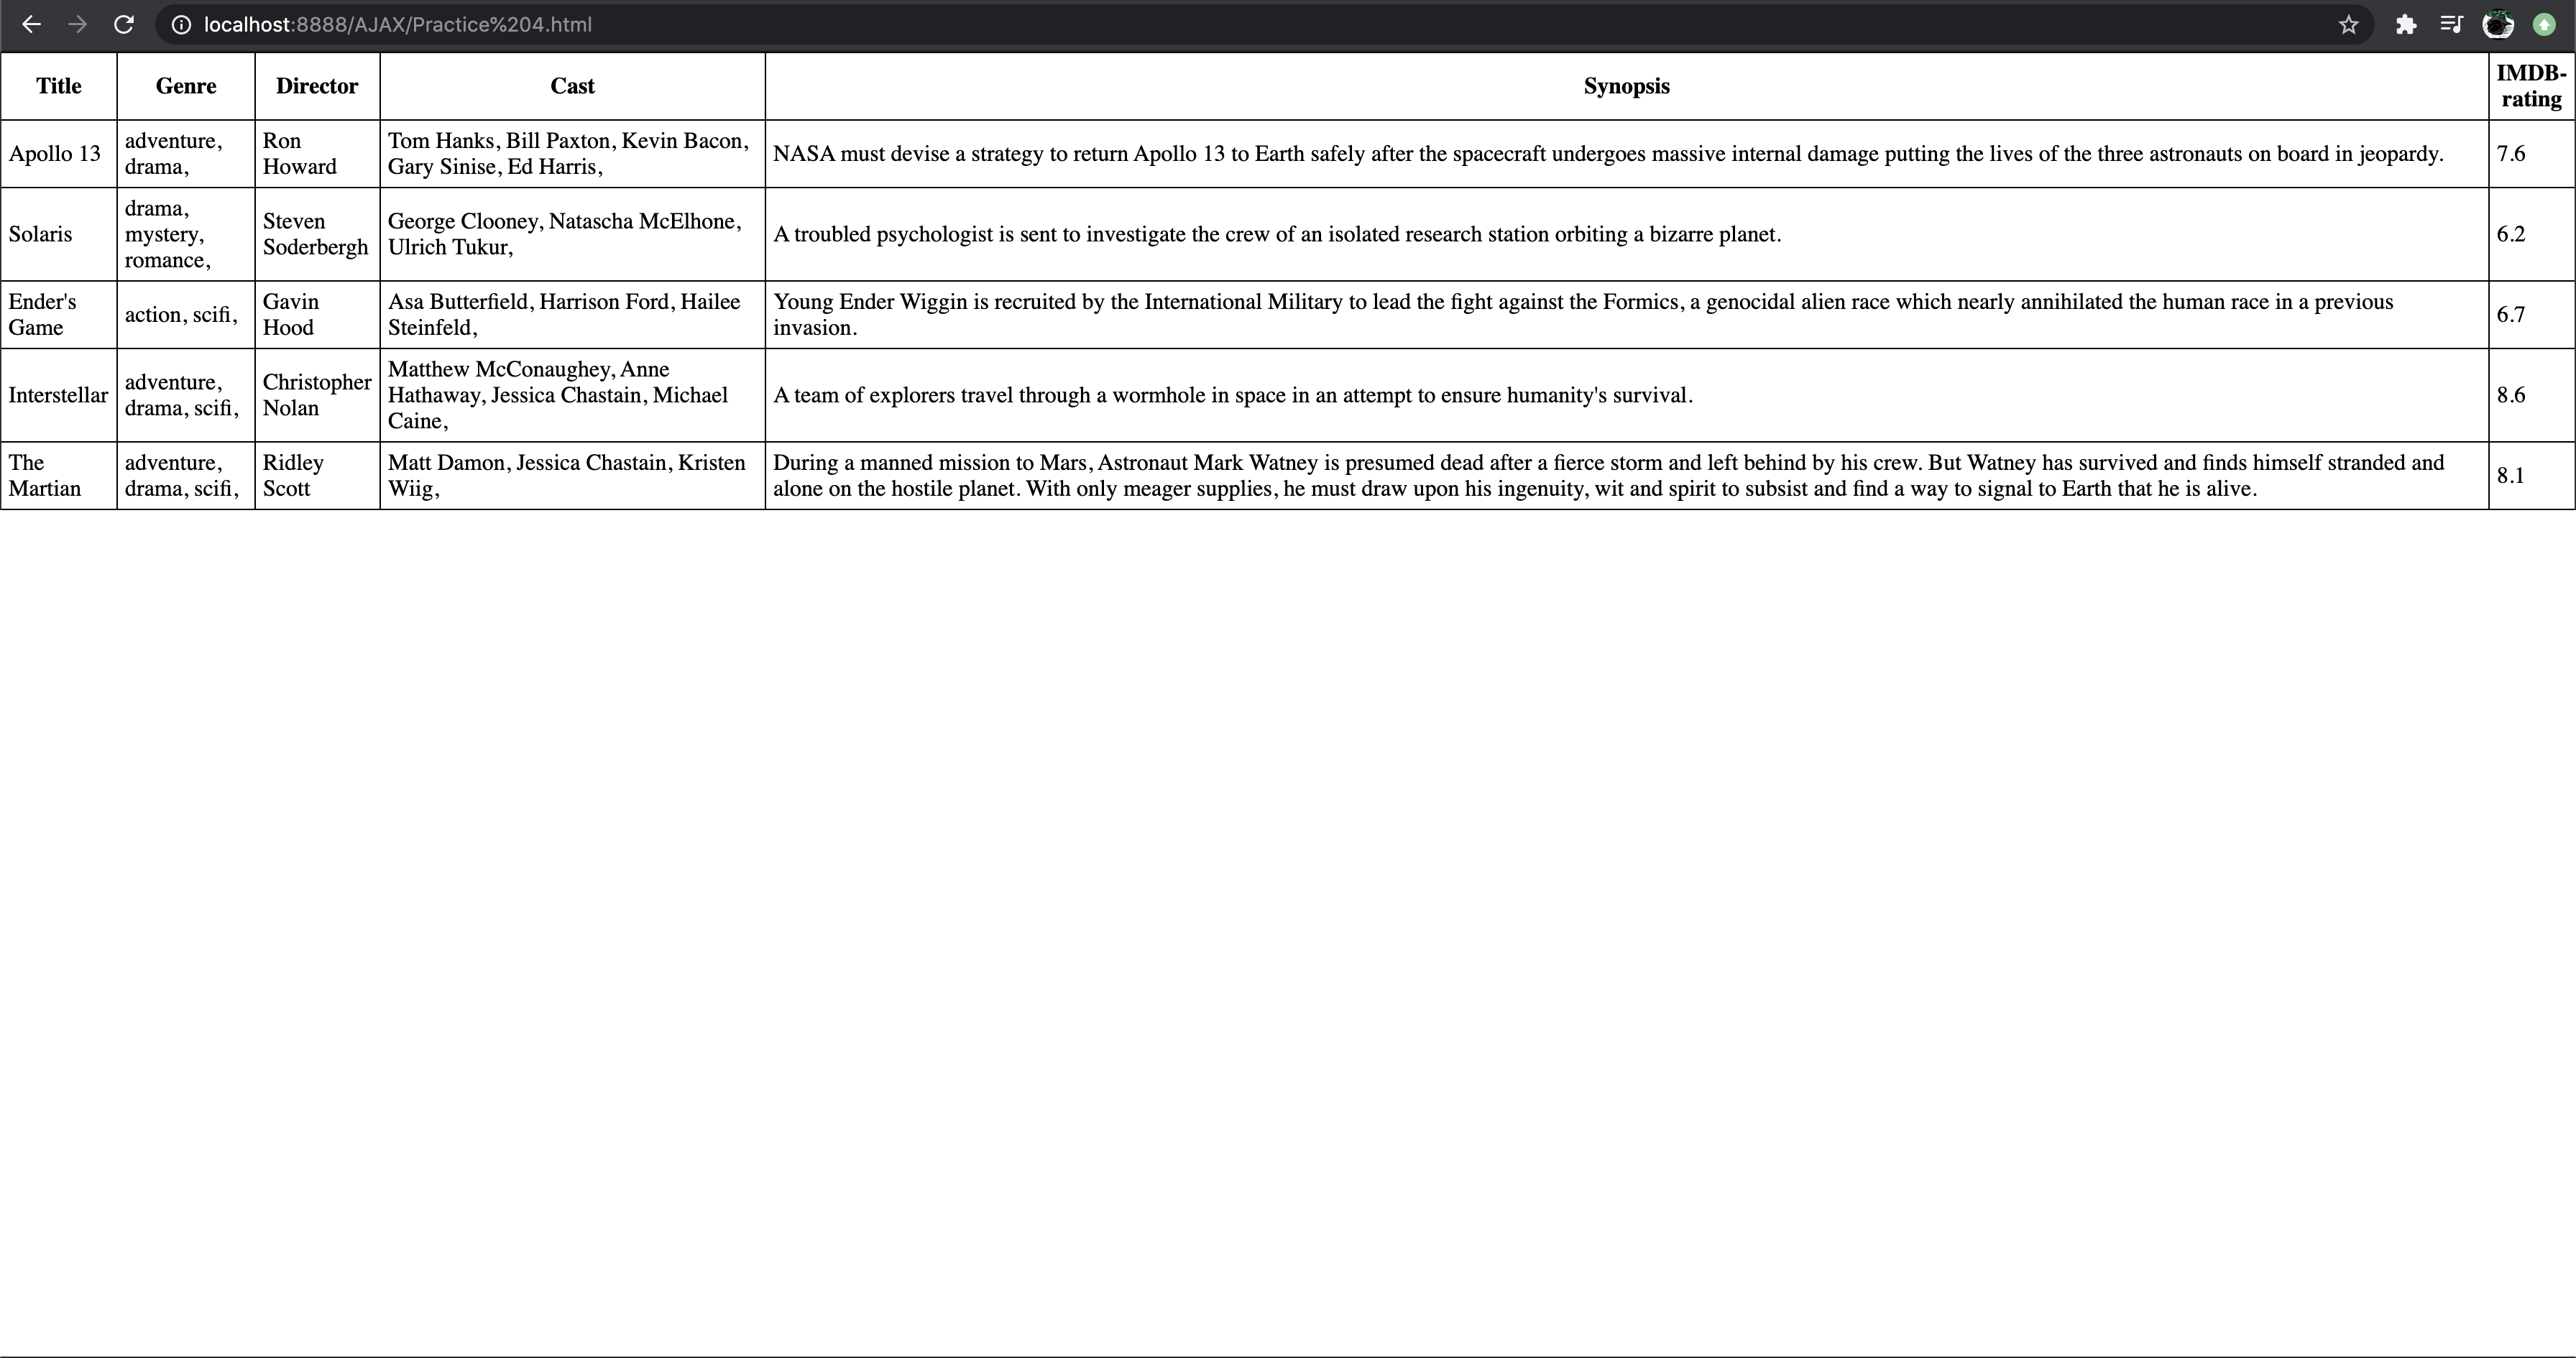 localhost:8888/AJAX/Practice%204.html
Title
Genre
Director
Cast
Synopsis
IMDB-
rating
Apollo 13
adventure,
drama,
Ron
Howard
Tom Hanks, Bill Paxton, Kevin Bacon,
Gary Sinise, Ed Harris,
NASA must devise a strategy to return Apollo 13 to Earth safely after the spacecraft undergoes massive internal damage putting the lives of the three astronauts on board in jeopardy.
7.6
Solaris
drama,
mystery,
romance,
Steven
Soderbergh
George Clooney, Natascha McElhone,
Ulrich Tukur,
A troubled psychologist is sent to investigate the crew of an isolated research station orbiting a bizarre planet.
6.2
Ender's
Game
action, scifi,
Gavin
Hood
Asa Butterfield, Harrison Ford, Hailee
Steinfeld,
Young Ender Wiggin is recruited by the International Military to lead the fight against the Formics, a genocidal alien race which nearly annihilated the human race in a previous
invasion.
6.7
Interstellar
adventure,
drama, scifi,
Christopher
Nolan
Matthew McConaughey, Anne
Hathaway, Jessica Chastain, Michael
Caine,
A team of explorers travel through a wormhole in space in an attempt to ensure humanity's survival.
8.6
The
Martian
adventure,
drama, scifi,
Ridley
Scott
Matt Damon, Jessica Chastain, Kristen
Wiig,
During a manned mission to Mars, Astronaut Mark Watney is presumed dead after a fierce storm and left behind by his crew. But Watney has survived and finds himself stranded and
alone on the hostile planet. With only meager supplies, he must draw upon his ingenuity, wit and spirit to subsist and find a way to signal to Earth that he is alive.
8.1